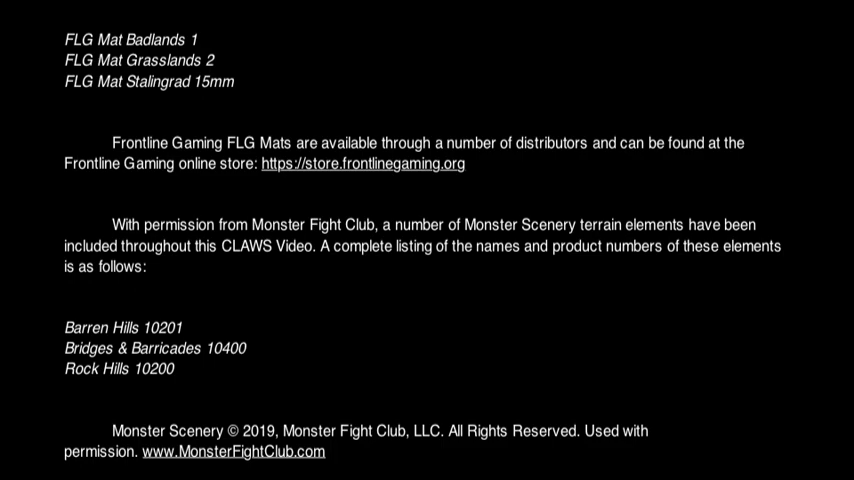 FLG Mat Badlands 1
FLG Mat Grasslands 2
FLG Mat Stalingrad 15mm
Frontline Gaming FLG Mats are available through a number of distributors and can be found at the
Frontline Gaming online store: https://store.frontlinegaming.org
With permission from Monster Fight Club, a number of Monster Scenery terrain elements have been
included throughout this CLAWS Video. A complete listing of the names and product numbers of these elements
is as follows:
Barren Hills 10201
Bridges & Barricades 10400
Rock Hills 10200
Monster Scenery © 2019, Monster Fight Club, LLC. All Rights Reserved. Used with
permission. www.MonsterFightClub.com